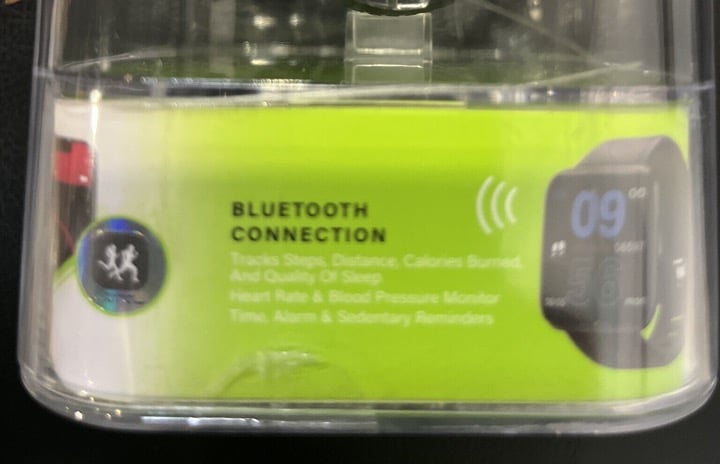 BLUETOOTH
CONNECTION
Tracks Steps, Distance, Calories Burned,
And Quality Of Sleep
Heart Rate & Blood Pressure Monitor
Time, Alarm & Sedentary Reminders
09